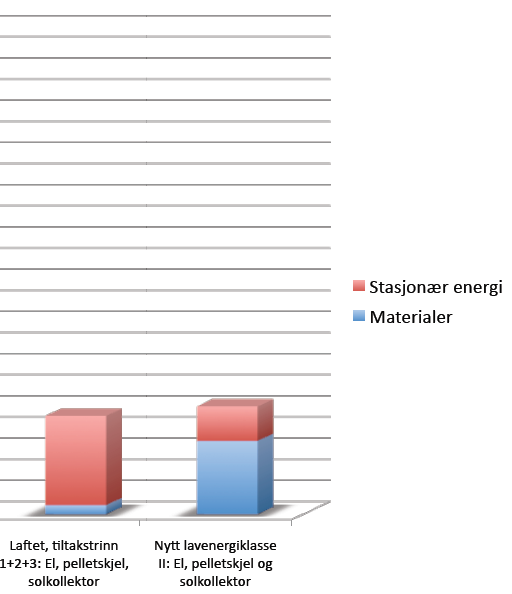 Stasjonær energi
Materialer
Laftet, tiltakstrinn
1+2+3: El, pelletskjel,
solkollektor
Nytt lavenergiklasse
II: El, pelletskjel og
solkollektor